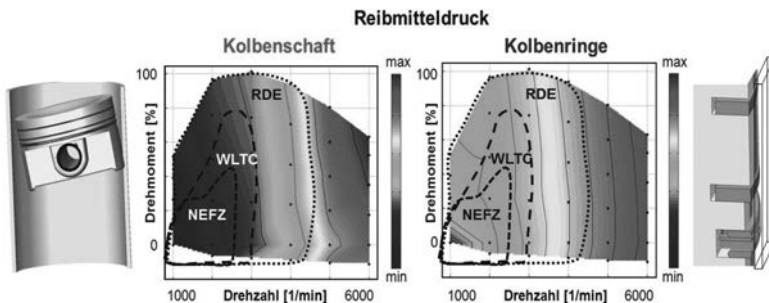 Reibmitteldruck
Kolbenschaft
Kolbenringe
max
max
100
RDE
100
RDE
Drehmoment [%]
WLTC
Drehmoment [%]
WLTC
NEFZ
NEFZ
0
0
min
min
1000 Drehzahl [1/min] 6000
1000 Drehzahl [1/min] 6000